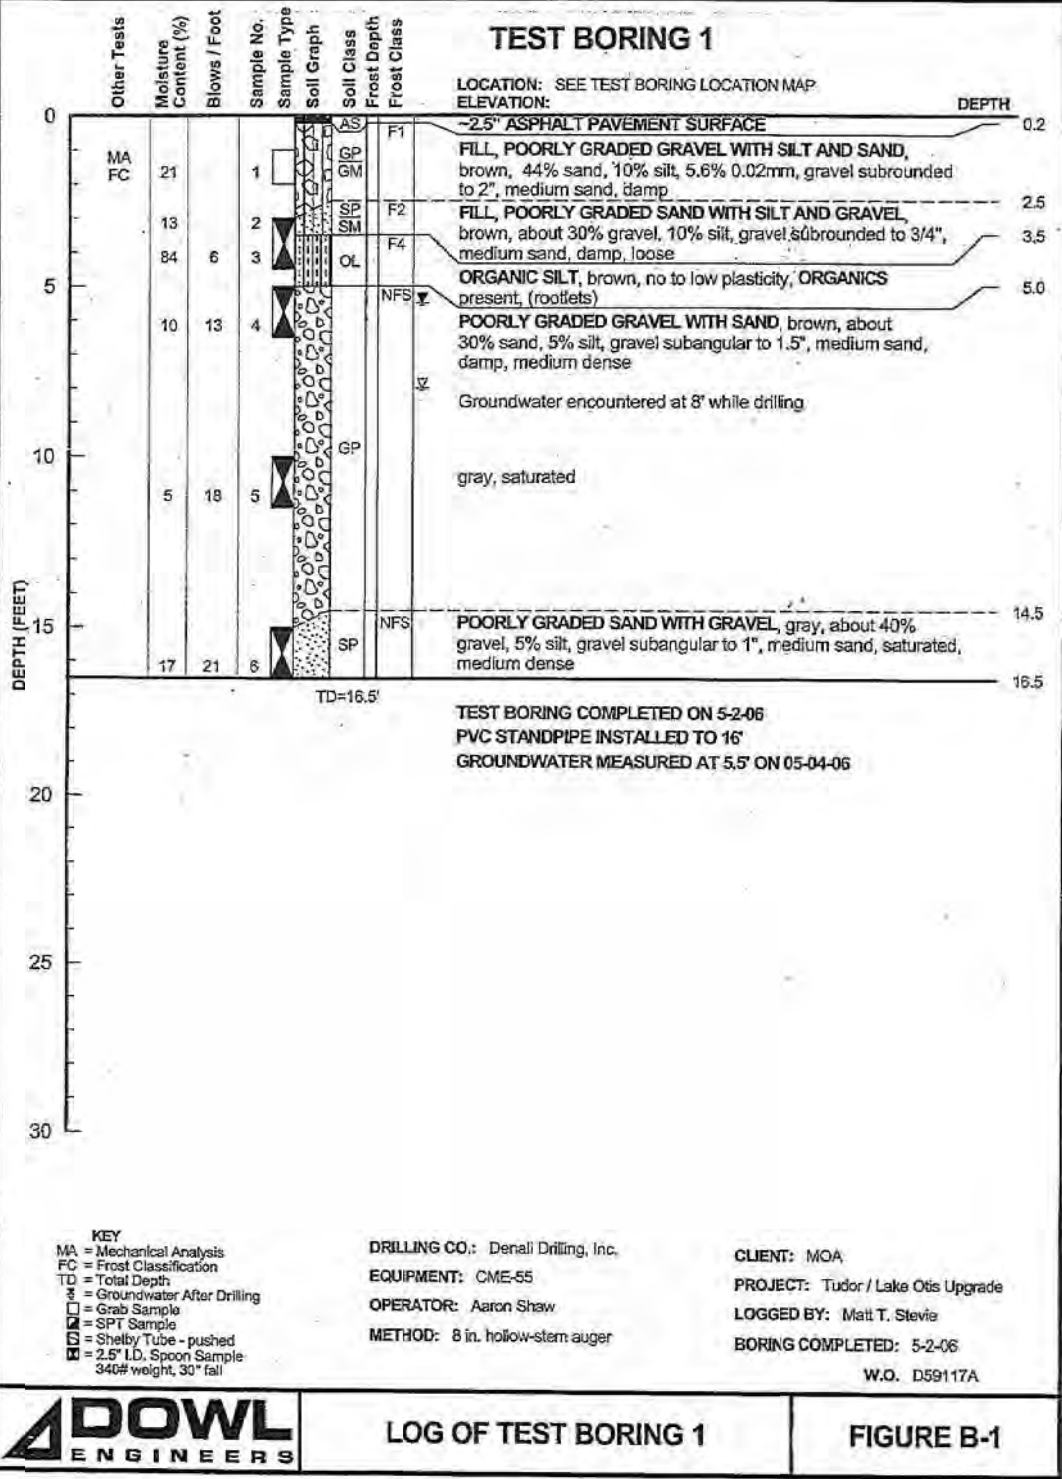 TEST BORING 1
Other Tests
Moisture Content (%)
Blows / Foot
Sample No.
Sample Type
Soil Graph
Soil Class
Frost Depth
Frost Class
LOCATION: SEE TEST BORING LOCATION MAP
ELEVATION:
DEPTH
0
AS
F1
~2.5" ASPHALT PAVEMENT SURFACE
0.2
MA
FC
21
1
GP
GM
FILL, POORLY GRADED GRAVEL WITH SILT AND SAND,
brown, 44% sand, 10% silt, 5.6% 0.02mm, gravel subrounded
to 2", medium sand, damp
2.5
13
2
SP
SM
F2
FILL, POORLY GRADED SAND WITH SILT AND GRAVEL,
brown, about 30% gravel, 10% silt, gravel subrounded to 3/4",
medium sand, damp, loose
3.5
84
6
3
OL
F4
ORGANIC SILT, brown, no to low plasticity, ORGANICS
present, (rootlets)
5
5.0
NFS
10
13
4
POORLY GRADED GRAVEL WITH SAND, brown, about
30% sand, 5% silt, gravel subangular to 1.5", medium sand,
damp, medium dense
Groundwater encountered at 8' while drilling
10
GP
gray, saturated
5
18
5
14.5
15
NFS
SP
POORLY GRADED SAND WITH GRAVEL, gray, about 40%
gravel, 5% silt, gravel subangular to 1", medium sand, saturated,
medium dense
17
21
6
16.5
TD=16.5'
DEPTH (FEET)
TEST BORING COMPLETED ON 5-2-06
PVC STANDPIPE INSTALLED TO 16'
GROUNDWATER MEASURED AT 5.5' ON 05-04-06
20
25
30
KEY
MA = Mechanical Analysis
FC = Frost Classification
TD = Total Depth
= Groundwater After Drilling
= Grab Sample
= SPT Sample
= Shelby Tube - pushed
= 2.5" I.D. Spoon Sample
340# weight, 30" fall
DRILLING CO.: Denali Drilling, Inc.
EQUIPMENT: CME-55
OPERATOR: Aaron Shaw
METHOD: 8 in. hollow-stem auger
CLIENT: MOA
PROJECT: Tudor / Lake Otis Upgrade
LOGGED BY: Matt T. Stevie
BORING COMPLETED: 5-2-06
W.O. D59117A
DOWL
ENGINEERS
LOG OF TEST BORING 1
FIGURE B-1